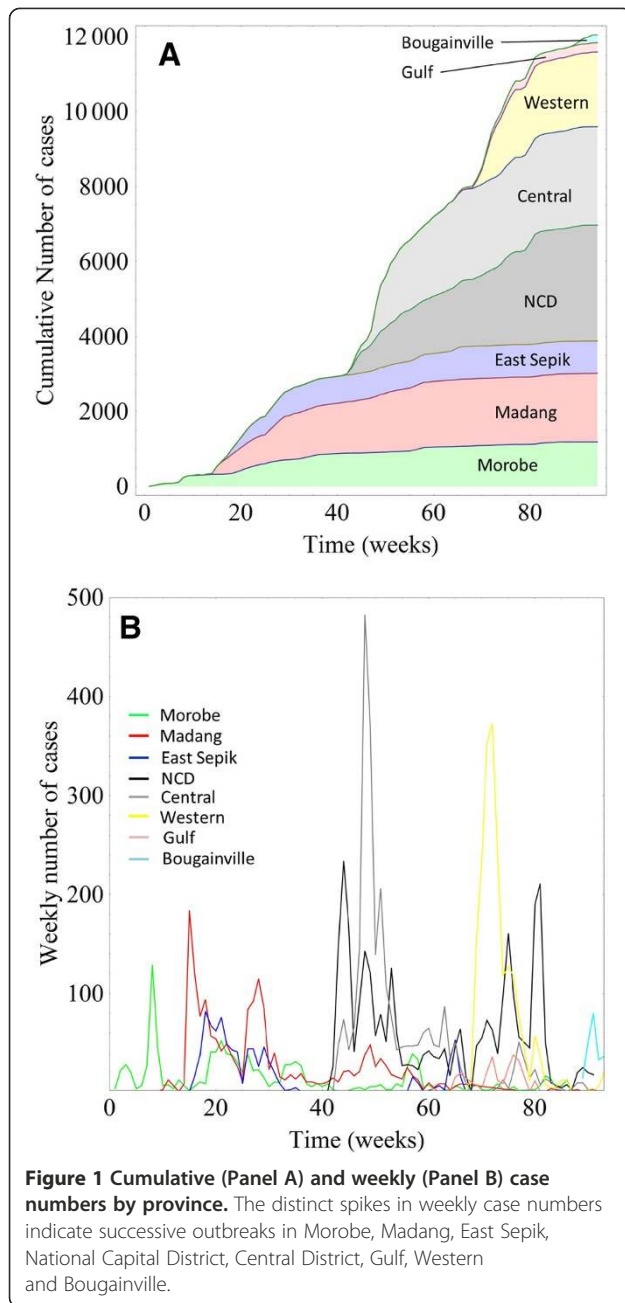 A
12 000
10 000
8000
6000
4000
2000
0
Cumulative Number of cases
Bougainville
Gulf
Western
Central
NCD
East Sepik
Madang
Morobe
0 20 40 60 80
Time (weeks)
B
500
400
300
200
100
Weekly number of cases
Morobe
Madang
East Sepik
NCD
Central
Western
Gulf
Bougainville
0 20 40 60 80
Time (weeks)
Figure 1 Cumulative (Panel A) and weekly (Panel B) case
numbers by province. The distinct spikes in weekly case numbers
indicate successive outbreaks in Morobe, Madang, East Sepik,
National Capital District, Central District, Gulf, Western
and Bougainville.